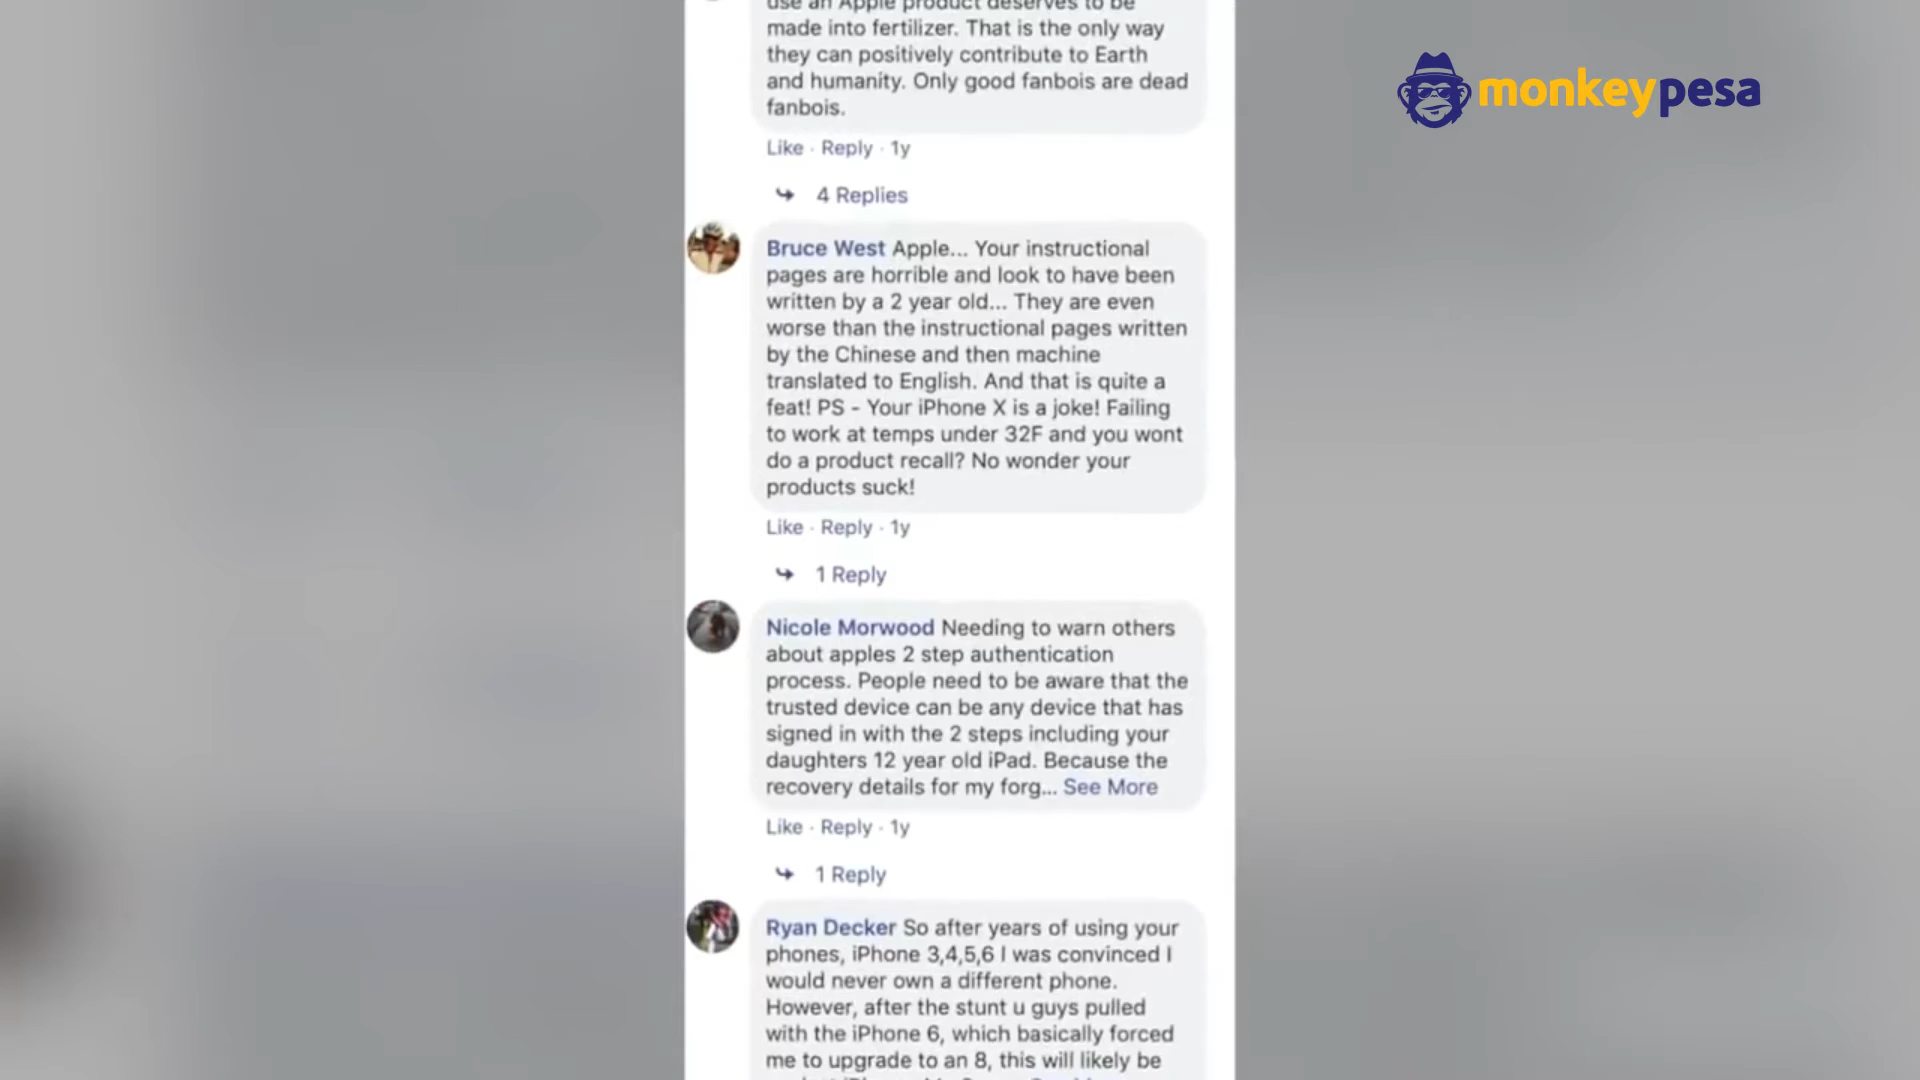 use an Apple product deserves to be
made into fertilizer. That is the only way
they can positively contribute to Earth
and humanity. Only good fanbois are dead
fanbois.
Like · Reply · 1y
4 Replies
Bruce West Apple... Your instructional
pages are horrible and look to have been
written by a 2 year old... They are even
worse than the instructional pages written
by the Chinese and then machine
translated to English. And that is quite a
feat! PS - Your iPhone X is a joke! Failing
to work at temps under 32F and you wont
do a product recall? No wonder your
products suck!
Like · Reply · 1y
1 Reply
Nicole Morwood Needing to warn others
about apples 2 step authentication
process. People need to be aware that the
trusted device can be any device that has
signed in with the 2 steps including your
daughters 12 year old iPad. Because the
recovery details for my forg... See More
Like · Reply · 1y
1 Reply
Ryan Decker So after years of using your
phones, iPhone 3,4,5,6 I was convinced I
would never own a different phone.
However, after the stunt u guys pulled
with the iPhone 6, which basically forced
me to upgrade to an 8, this will likely be
monkeypesa